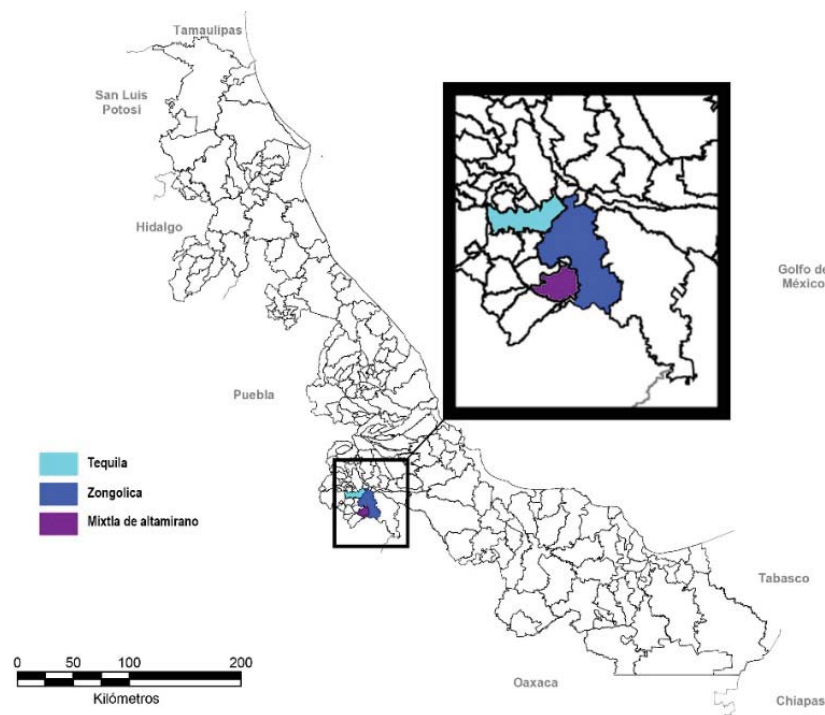 Tamaulipas
San Luis
Potosí
Hidalgo
Golfo de
México
Puebla
Tequila
Zongolica
Mixtla de altamirano
Tabasco
0 50 100 200
Kilómetros
Oaxaca
Chiapas